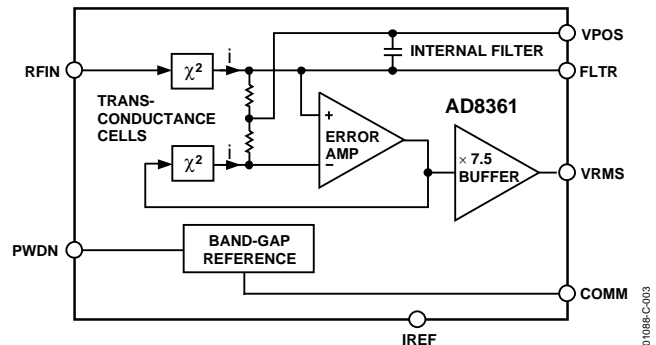 VPOS
INTERNAL FILTER
RFIN
χ²
i
FLTR
TRANS-
CONDUCTANCE
CELLS
AD8361
+
ERROR
AMP
−
× 7.5
BUFFER
χ²
i
VRMS
PWDN
BAND-GAP
REFERENCE
COMM
IREF
01088-C-003